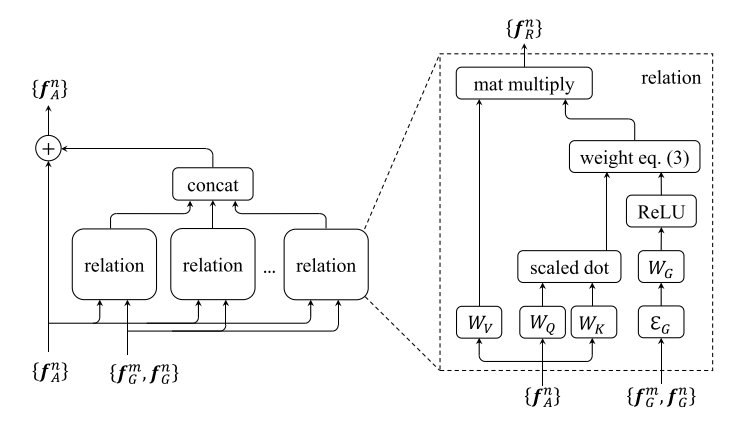 {f_A^n}
+
concat
relation
relation
...
relation
{f_A^n}
{f_G^m, f_G^n}
{f_R^n}
relation
mat multiply
weight eq. (3)
ReLU
scaled dot
W_G
W_V
W_Q
W_K
Ɛ_G
{f_A^n}
{f_G^m, f_G^n}